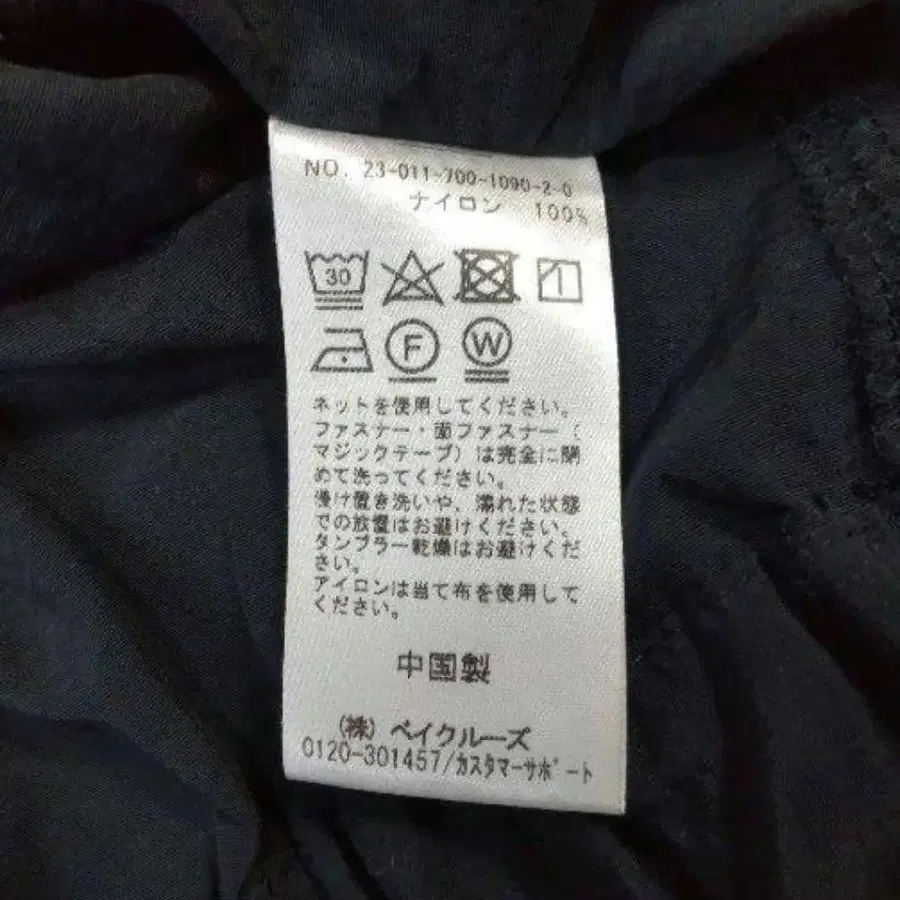 NO. 23-011-700-1090-2-0
ナイロン 100%
30
F W
ネットを使用してください。
ファスナー・面ファスナー(
マジックテープ)は完全に閉
めて洗ってください。
浸け置き洗いや、濡れた状態
での放置はお避けください。
タンブラー乾燥はお避けくだ
さい。
アイロンは当て布を使用して
ください。
中国製
(株) ベイクルーズ
0120-301457/カスタマーサポート